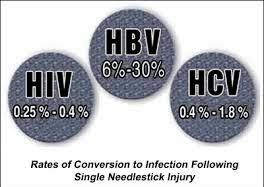 HBV
6%-30%
HIV
0.25 % - 0.4 %
HCV
0.4 % - 1.8 %
Rates of Conversion to Infection Following
Single Needlestick Injury